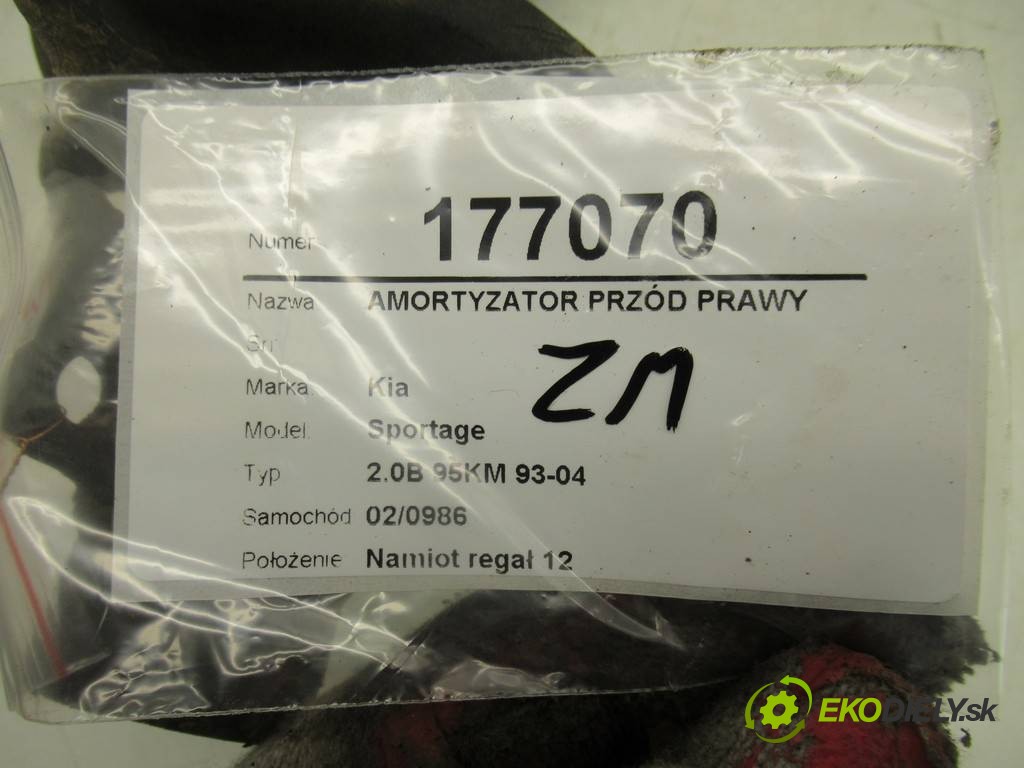 Numer 177070
Nazwa AMORTYZATOR PRZÓD PRAWY
Sn:
ZM
Marka: Kia
Model: Sportage
Typ 2.0B 95KM 93-04
Samochód 02/0986
Położenie Namiot regał 12
EKODIELY.sk